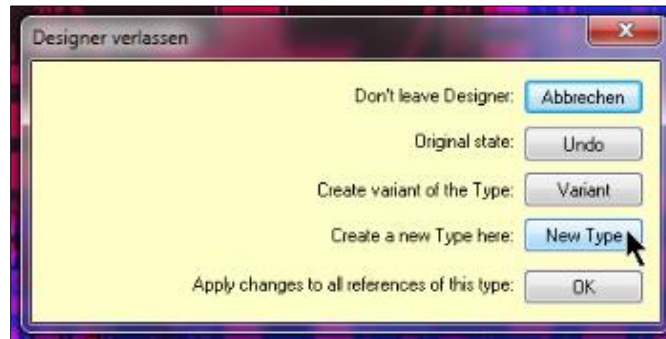 Designer verlassen
Don't leave Designer: Abbrechen
Original state: Undo
Create variant of the Type: Variant
Create a new Type here: New Type
Apply changes to all references of this type: OK